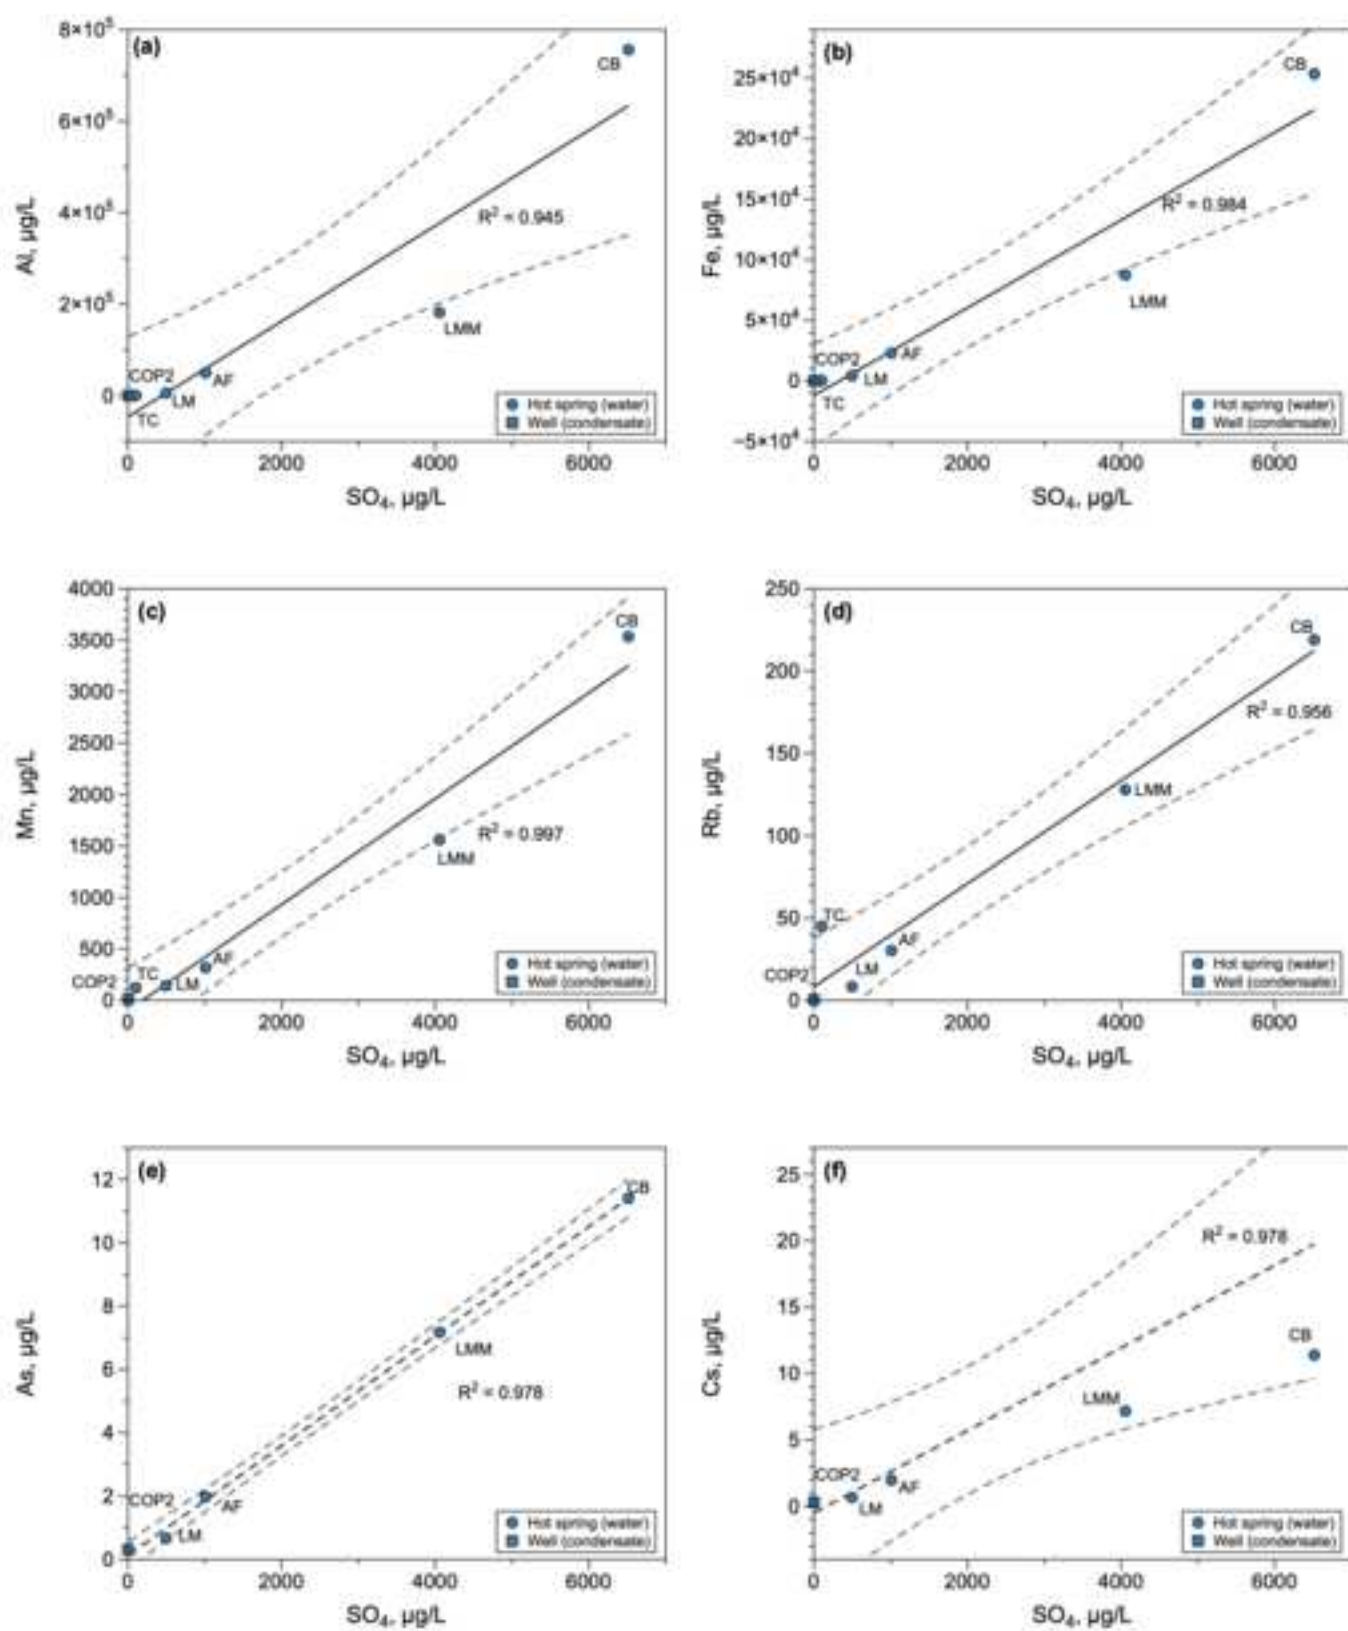 (a)
8×10⁵
6×10⁵
4×10⁵
2×10⁵
0
Al, µg/L
CB
R² = 0.945
LMM
COP2
AF
LM
TC
Hot spring (water)
Well (condensate)
0 2000 4000 6000
SO₄, µg/L
(b)
25×10⁴
20×10⁴
15×10⁴
10×10⁴
5×10⁴
0
−5×10⁴
Fe, µg/L
CB
R² = 0.984
LMM
COP2
AF
LM
TC
Hot spring (water)
Well (condensate)
0 2000 4000 6000
SO₄, µg/L
(c)
4000
3500
3000
2500
2000
1500
1000
500
0
Mn, µg/L
CB
R² = 0.997
LMM
AF
TC
COP2
LM
Hot spring (water)
Well (condensate)
0 2000 4000 6000
SO₄, µg/L
(d)
250
200
150
100
50
0
Rb, µg/L
CB
R² = 0.956
LMM
TC
AF
LM
COP2
Hot spring (water)
Well (condensate)
0 2000 4000 6000
SO₄, µg/L
(e)
12
10
8
6
4
2
0
As, µg/L
CB
LMM
R² = 0.978
COP2
AF
LM
Hot spring (water)
Well (condensate)
0 2000 4000 6000
SO₄, µg/L
(f)
25
20
15
10
5
0
Cs, µg/L
R² = 0.978
CB
LMM
COP2
AF
LM
Hot spring (water)
Well (condensate)
0 2000 4000 6000
SO₄, µg/L